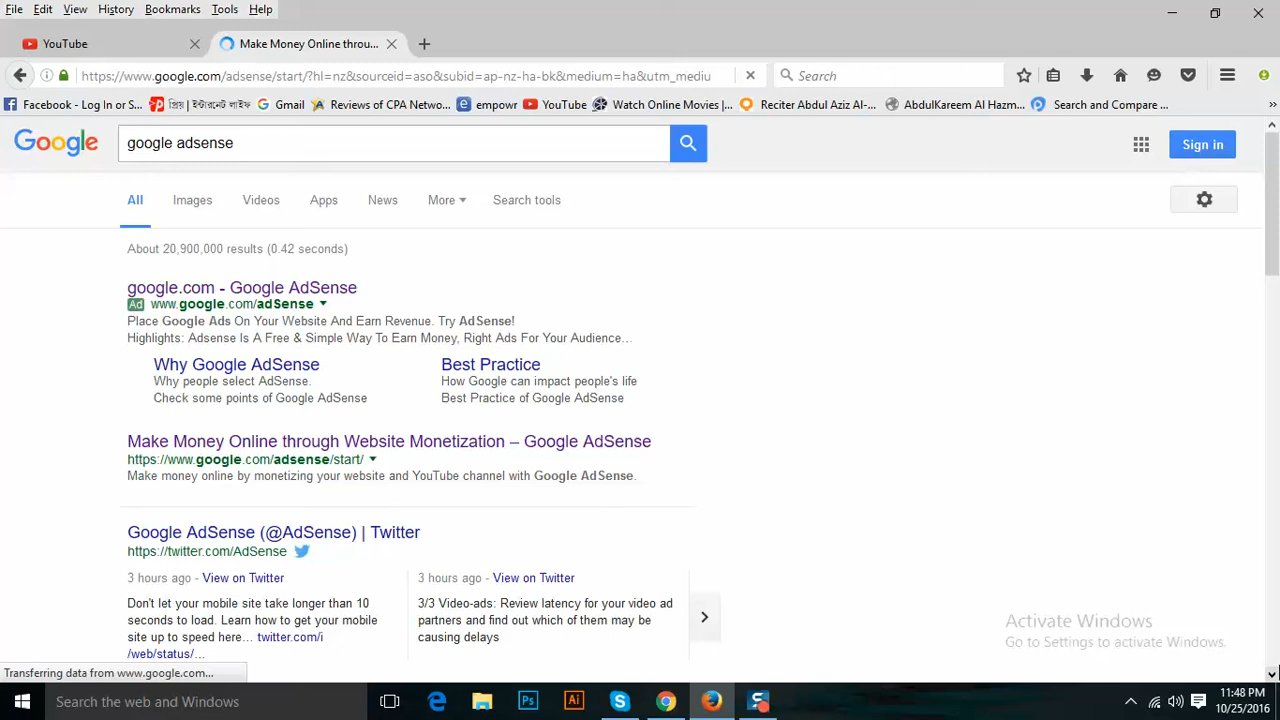 File Edit View History Bookmarks Tools Help
YouTube
Make Money Online throu...
https://www.google.com/adsense/start/?hl=nz&sourceid=aso&subid=ap-nz-ha-bk&medium=ha&utm_mediu
Search
Facebook - Log In or S...
প্রিয় | ইন্টারনেট লাইফ
Gmail
Reviews of CPA Netwo...
empowr
YouTube
Watch Online Movies |...
Reciter Abdul Aziz Al-...
AbdulKareem Al Hazm...
Search and Compare ...
Google
google adsense
Sign in
All Images Videos Apps News More Search tools
About 20,900,000 results (0.42 seconds)
google.com - Google AdSense
Ad www.google.com/adSense
Place Google Ads On Your Website And Earn Revenue. Try AdSense!
Highlights: Adsense Is A Free & Simple Way To Earn Money, Right Ads For Your Audience…
Why Google AdSense
Why people select AdSense.
Check some points of Google AdSense
Best Practice
How Google can impact people's life
Best Practice of Google AdSense
Make Money Online through Website Monetization – Google AdSense
https://www.google.com/adsense/start/
Make money online by monetizing your website and YouTube channel with Google AdSense.
Google AdSense (@AdSense) | Twitter
https://twitter.com/AdSense
3 hours ago - View on Twitter
Don't let your mobile site take longer than 10
seconds to load. Learn how to get your mobile
site up to speed here… twitter.com/i
/web/status/…
3 hours ago - View on Twitter
3/3 Video-ads: Review latency for your video ad
partners and find out which of them may be
causing delays
Activate Windows
Go to Settings to activate Windows.
Transferring data from www.google.com...
Search the web and Windows
Ps
Ai
11:48 PM
10/25/2016